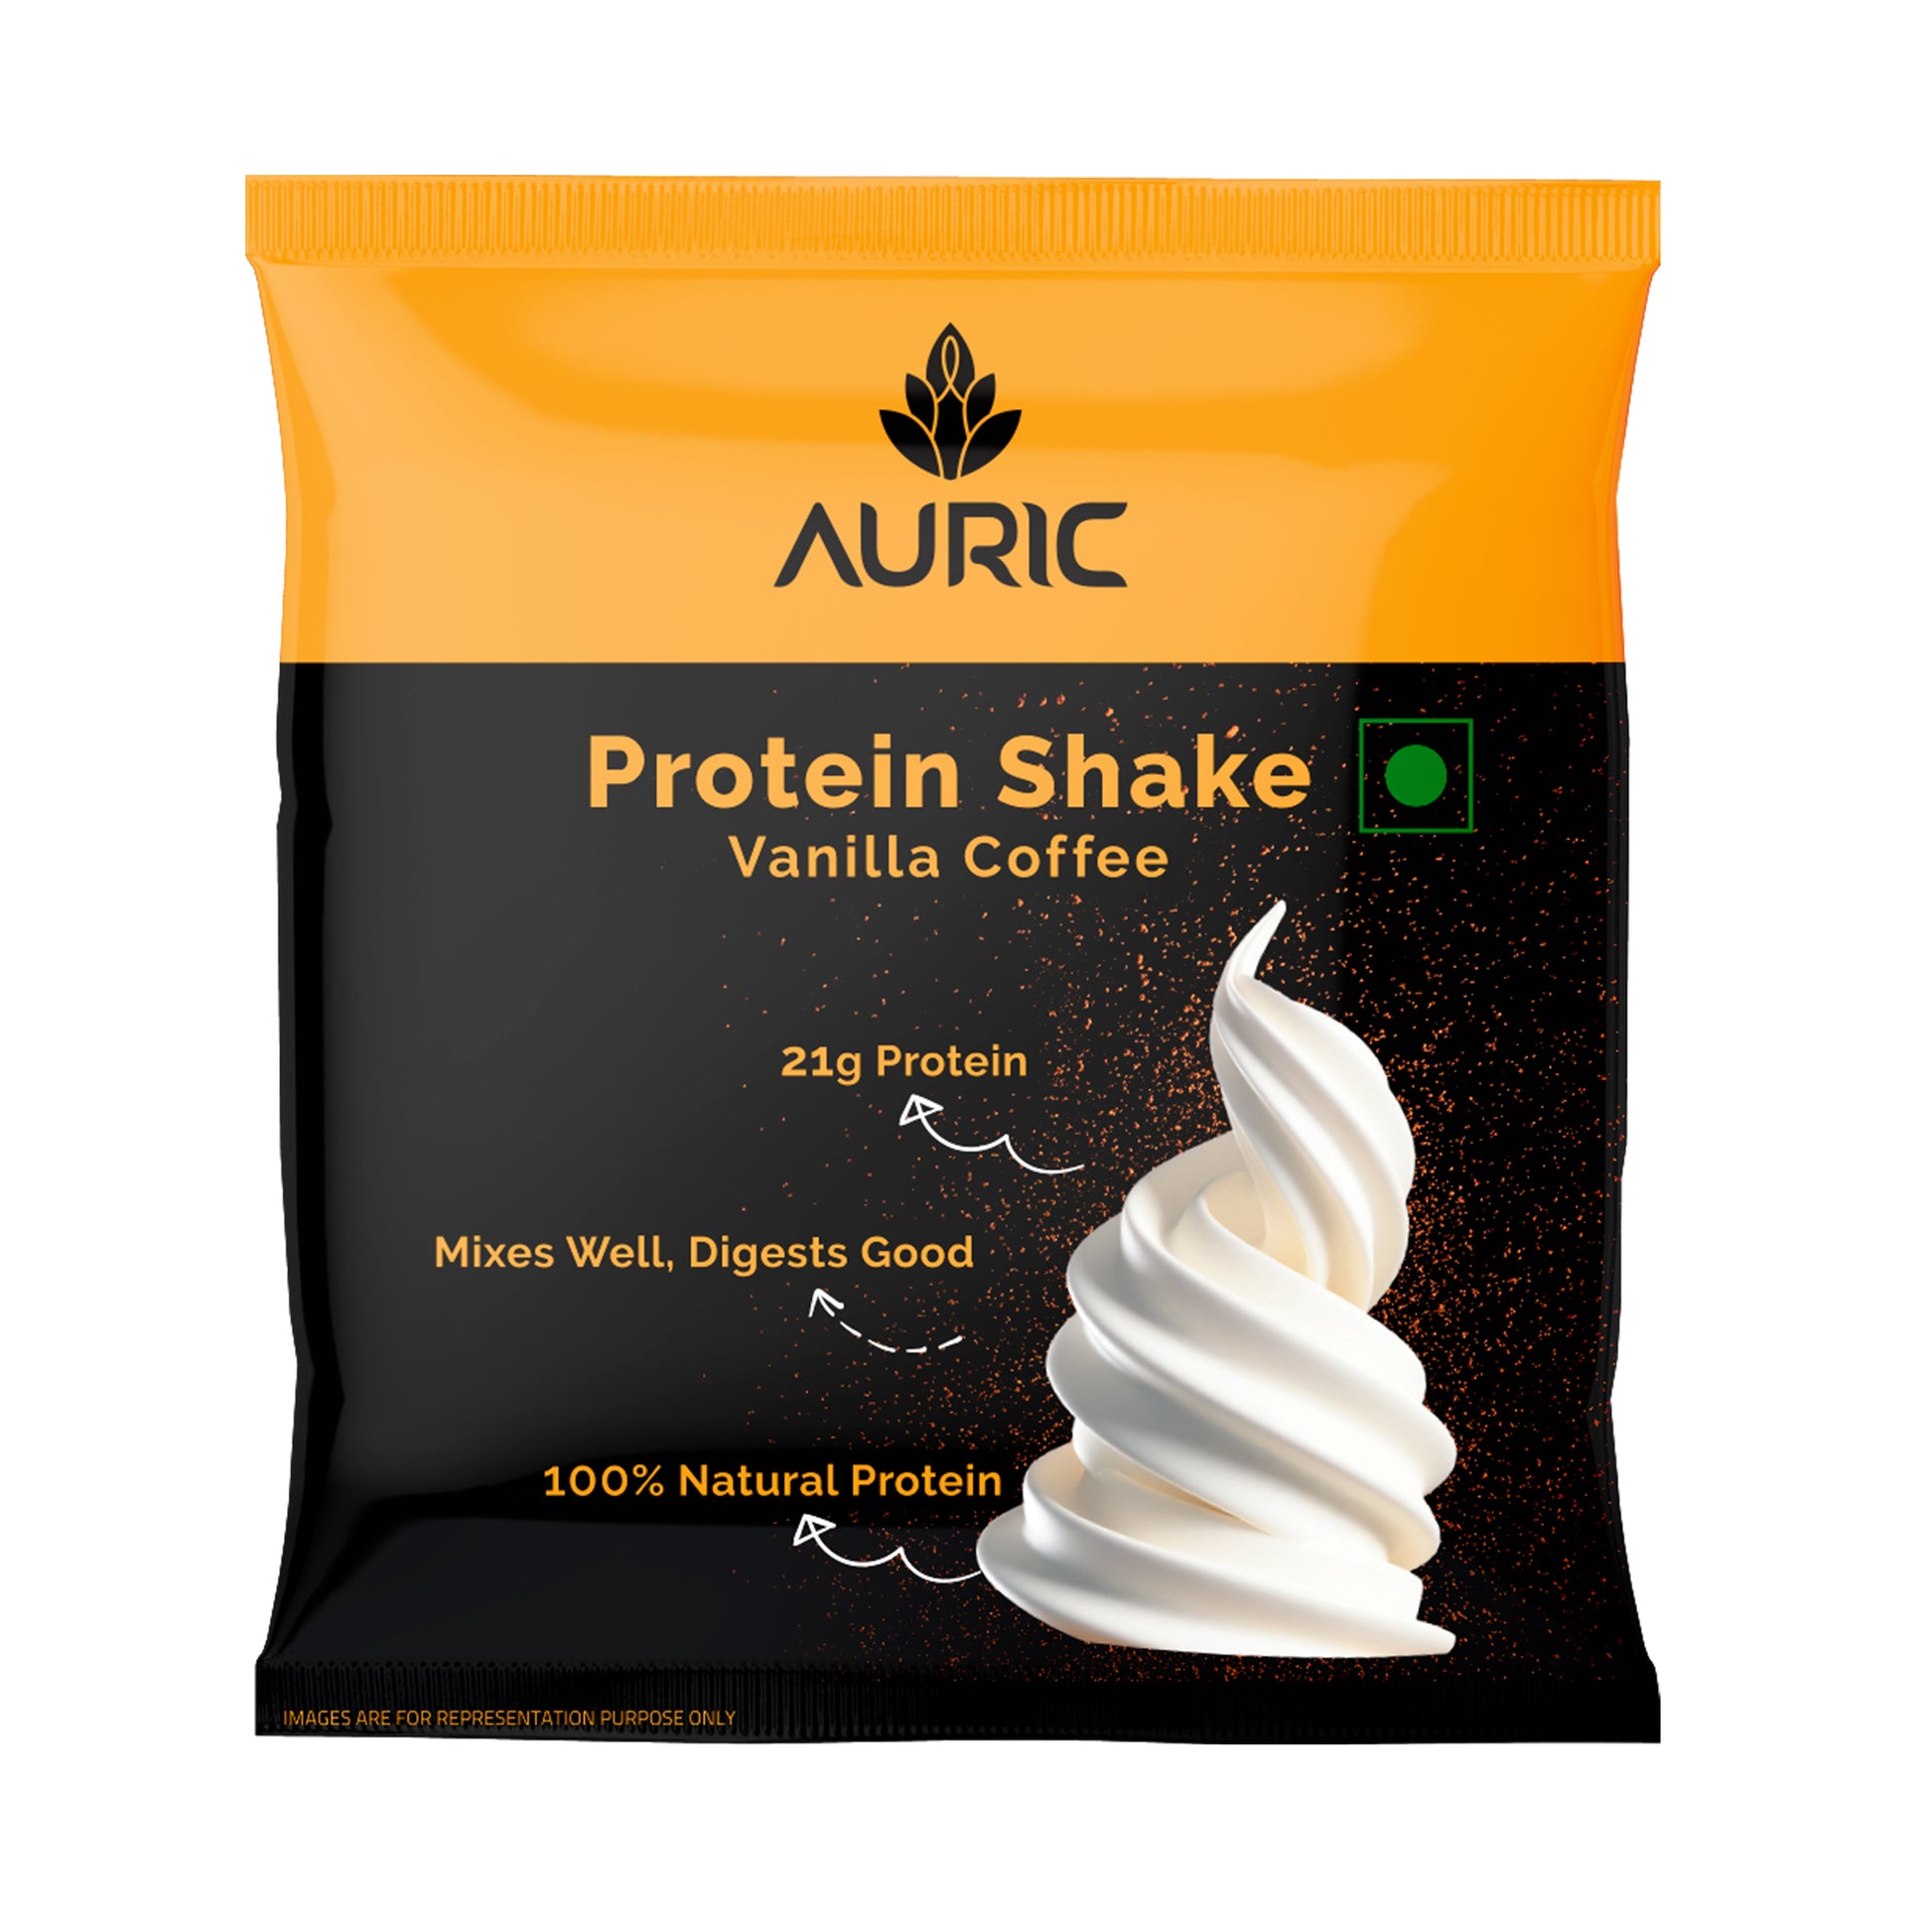 AURIC
Protein Shake
Vanilla Coffee
21g Protein
Mixes Well, Digests Good
100% Natural Protein
IMAGES ARE FOR REPRESENTATION PURPOSE ONLY